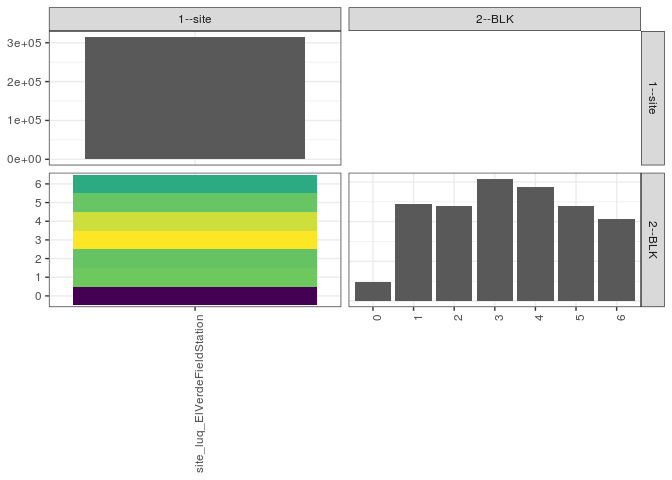 1--site
2--BLK
3e+05
2e+05
1e+05
0e+00
1--site
6
5
4
3
2
1
0
2--BLK
site_luq_ElVerdeFieldStation
0 1 2 3 4 5 6